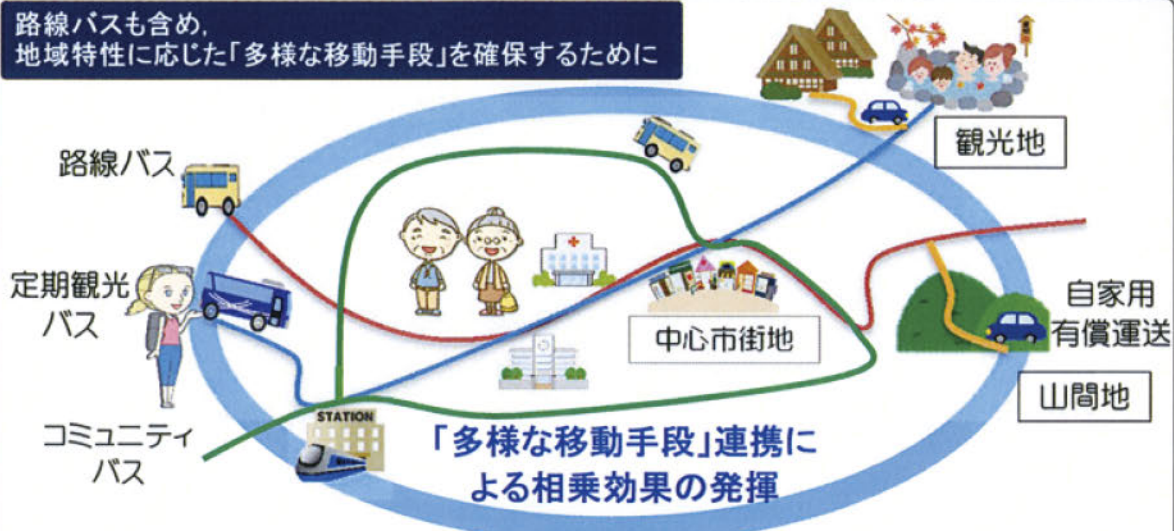 路線バスも含め,
地域特性に応じた「多様な移動手段」を確保するために
観光地
路線バス
定期観光
バス
中心市街地
自家用
有償運送
山間地
コミュニティ
バス
STATION
「多様な移動手段」連携に
よる相乗効果の発揮